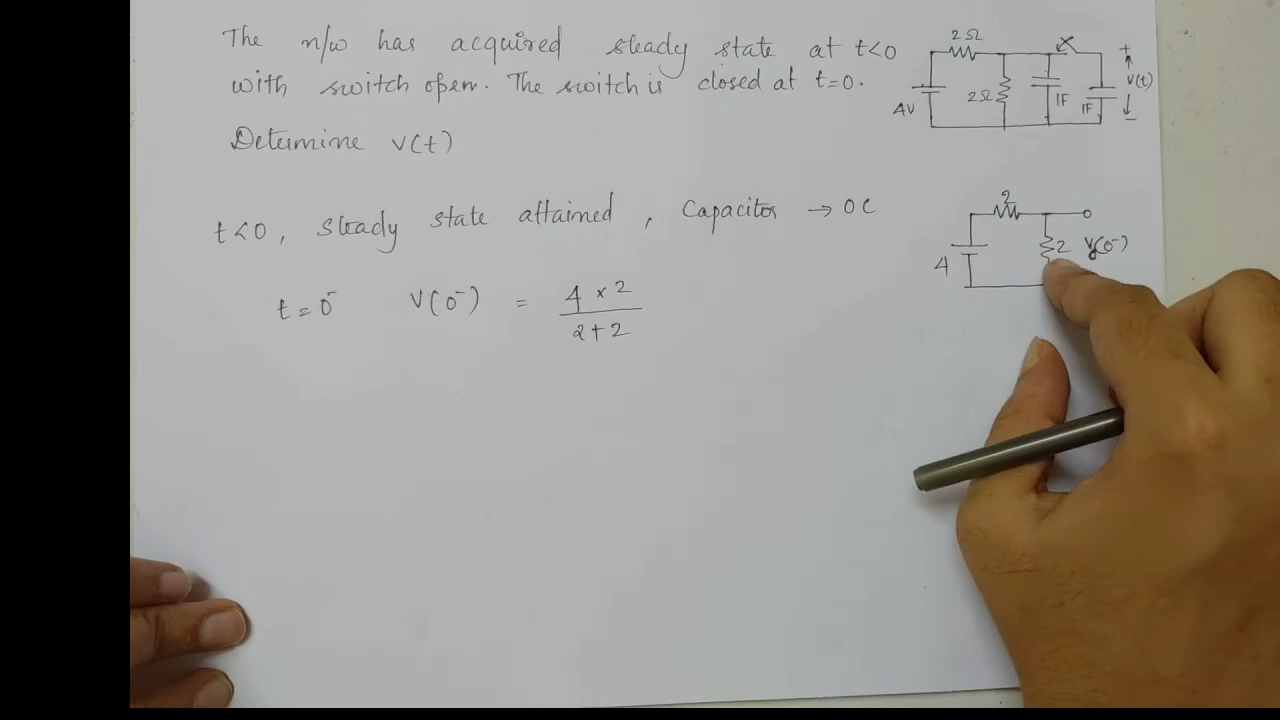 The n/w has acquired steady state at t<0
with switch open. The switch is closed at t=0.
Determine v(t)
2Ω
2Ω
4V
1F
1F
+
v(t)
-
t<0, steady state attained, Capacitor → OC
2
2
4
t=0⁻ V(0⁻) = 4 × 2
2+2